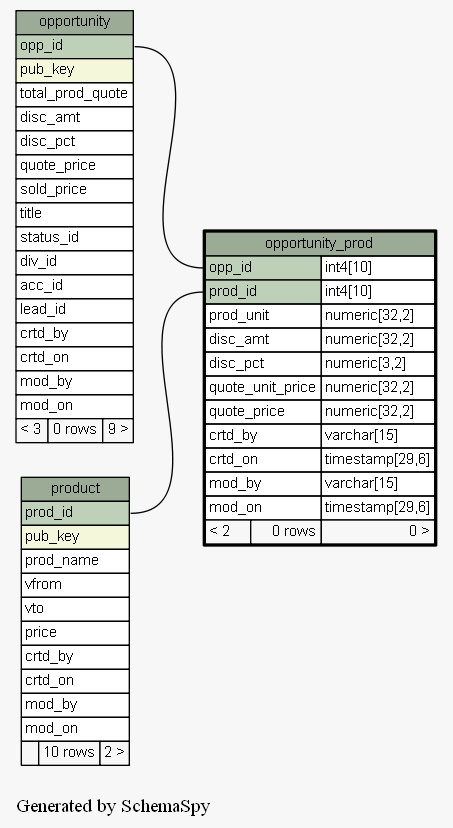 opportunity
opp_id
pub_key
total_prod_quote
disc_amt
disc_pct
quote_price
sold_price
title
status_id
div_id
acc_id
lead_id
crtd_by
crtd_on
mod_by
mod_on
< 3 0 rows 9 >
opportunity_prod
opp_id int4[10]
prod_id int4[10]
prod_unit numeric[32,2]
disc_amt numeric[32,2]
disc_pct numeric[3,2]
quote_unit_price numeric[32,2]
quote_price numeric[32,2]
crtd_by varchar[15]
crtd_on timestamp[29,6]
mod_by varchar[15]
mod_on timestamp[29,6]
< 2 0 rows 0 >
product
prod_id
pub_key
prod_name
vfrom
vto
price
crtd_by
crtd_on
mod_by
mod_on
10 rows 2 >
Generated by SchemaSpy